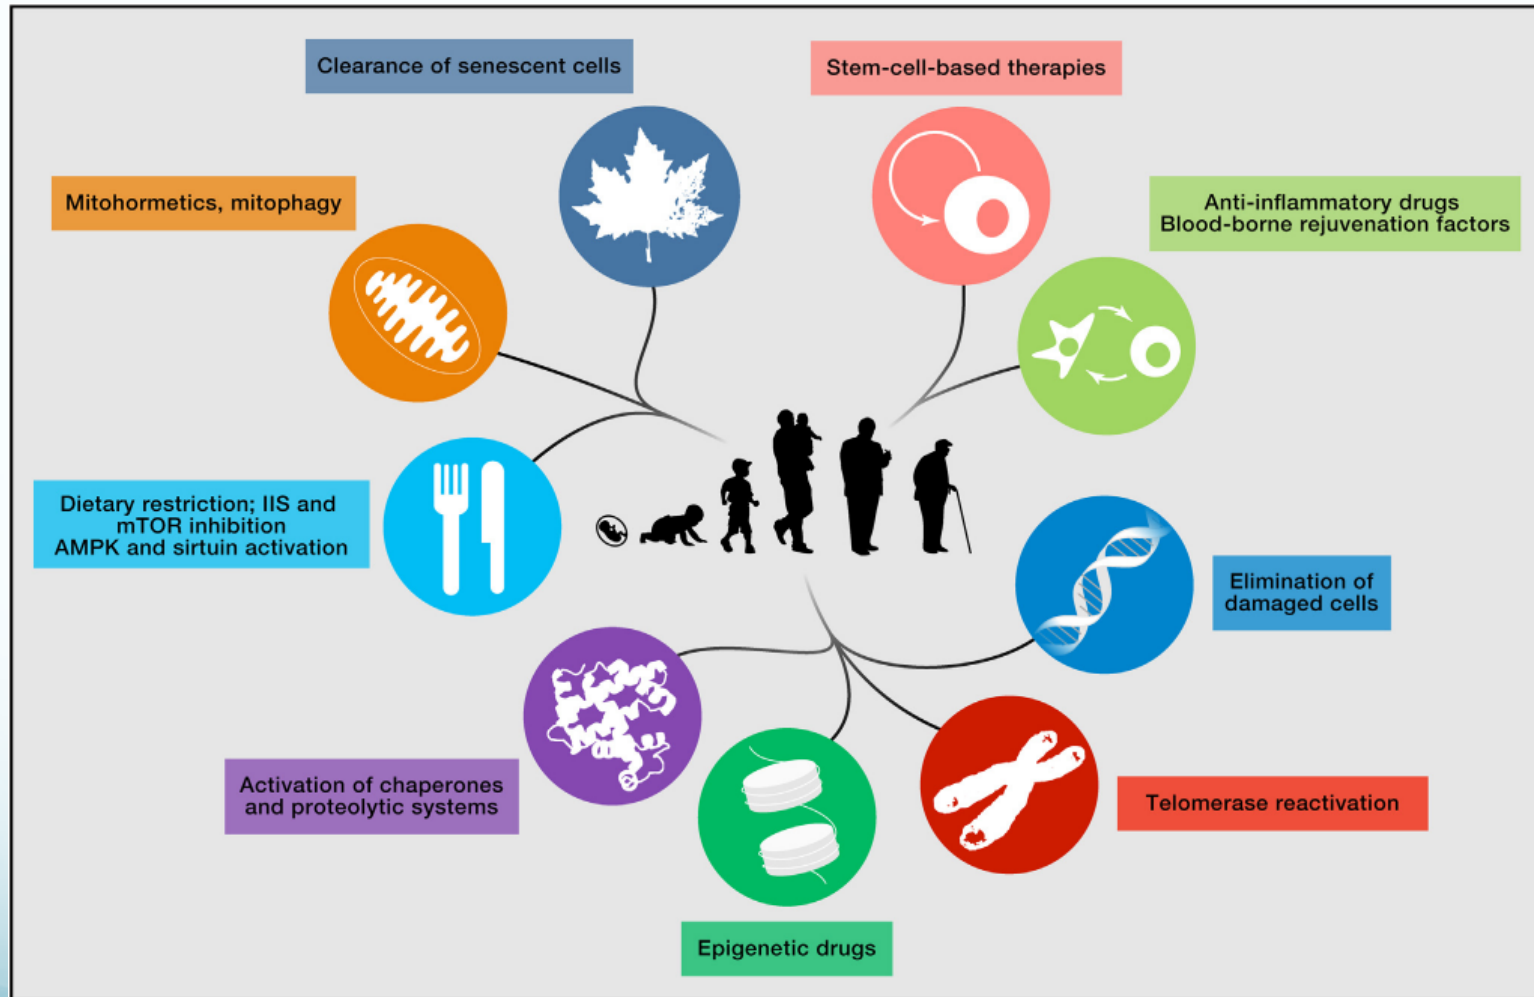 Clearance of senescent cells
Stem-cell-based therapies
Mitohormetics, mitophagy
Anti-inflammatory drugs
Blood-borne rejuvenation factors
Dietary restriction; IIS and
mTOR inhibition
AMPK and sirtuin activation
Elimination of
damaged cells
Activation of chaperones
and proteolytic systems
Telomerase reactivation
Epigenetic drugs